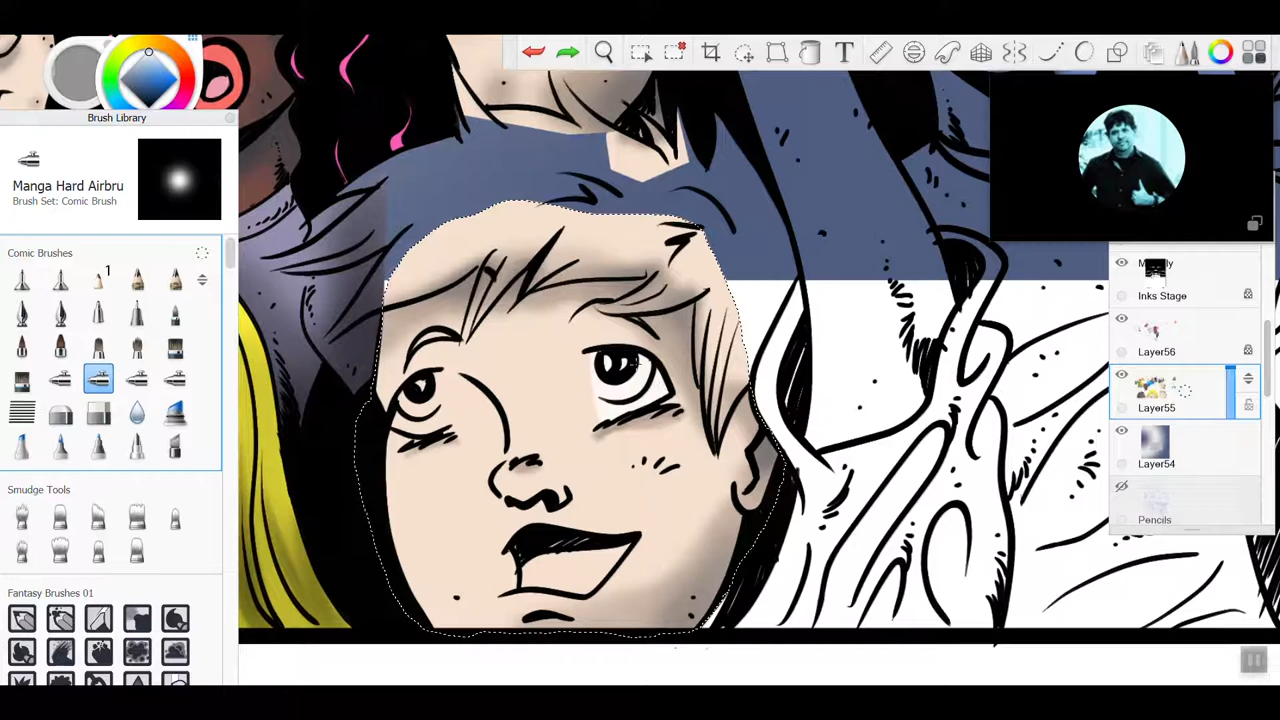 Brush Library
Manga Hard Airbru
Brush Set: Comic Brush
Comic Brushes
1
Smudge Tools
Fantasy Brushes 01
T
Inks Stage
Layer56
Layer55
Layer54
Pencils